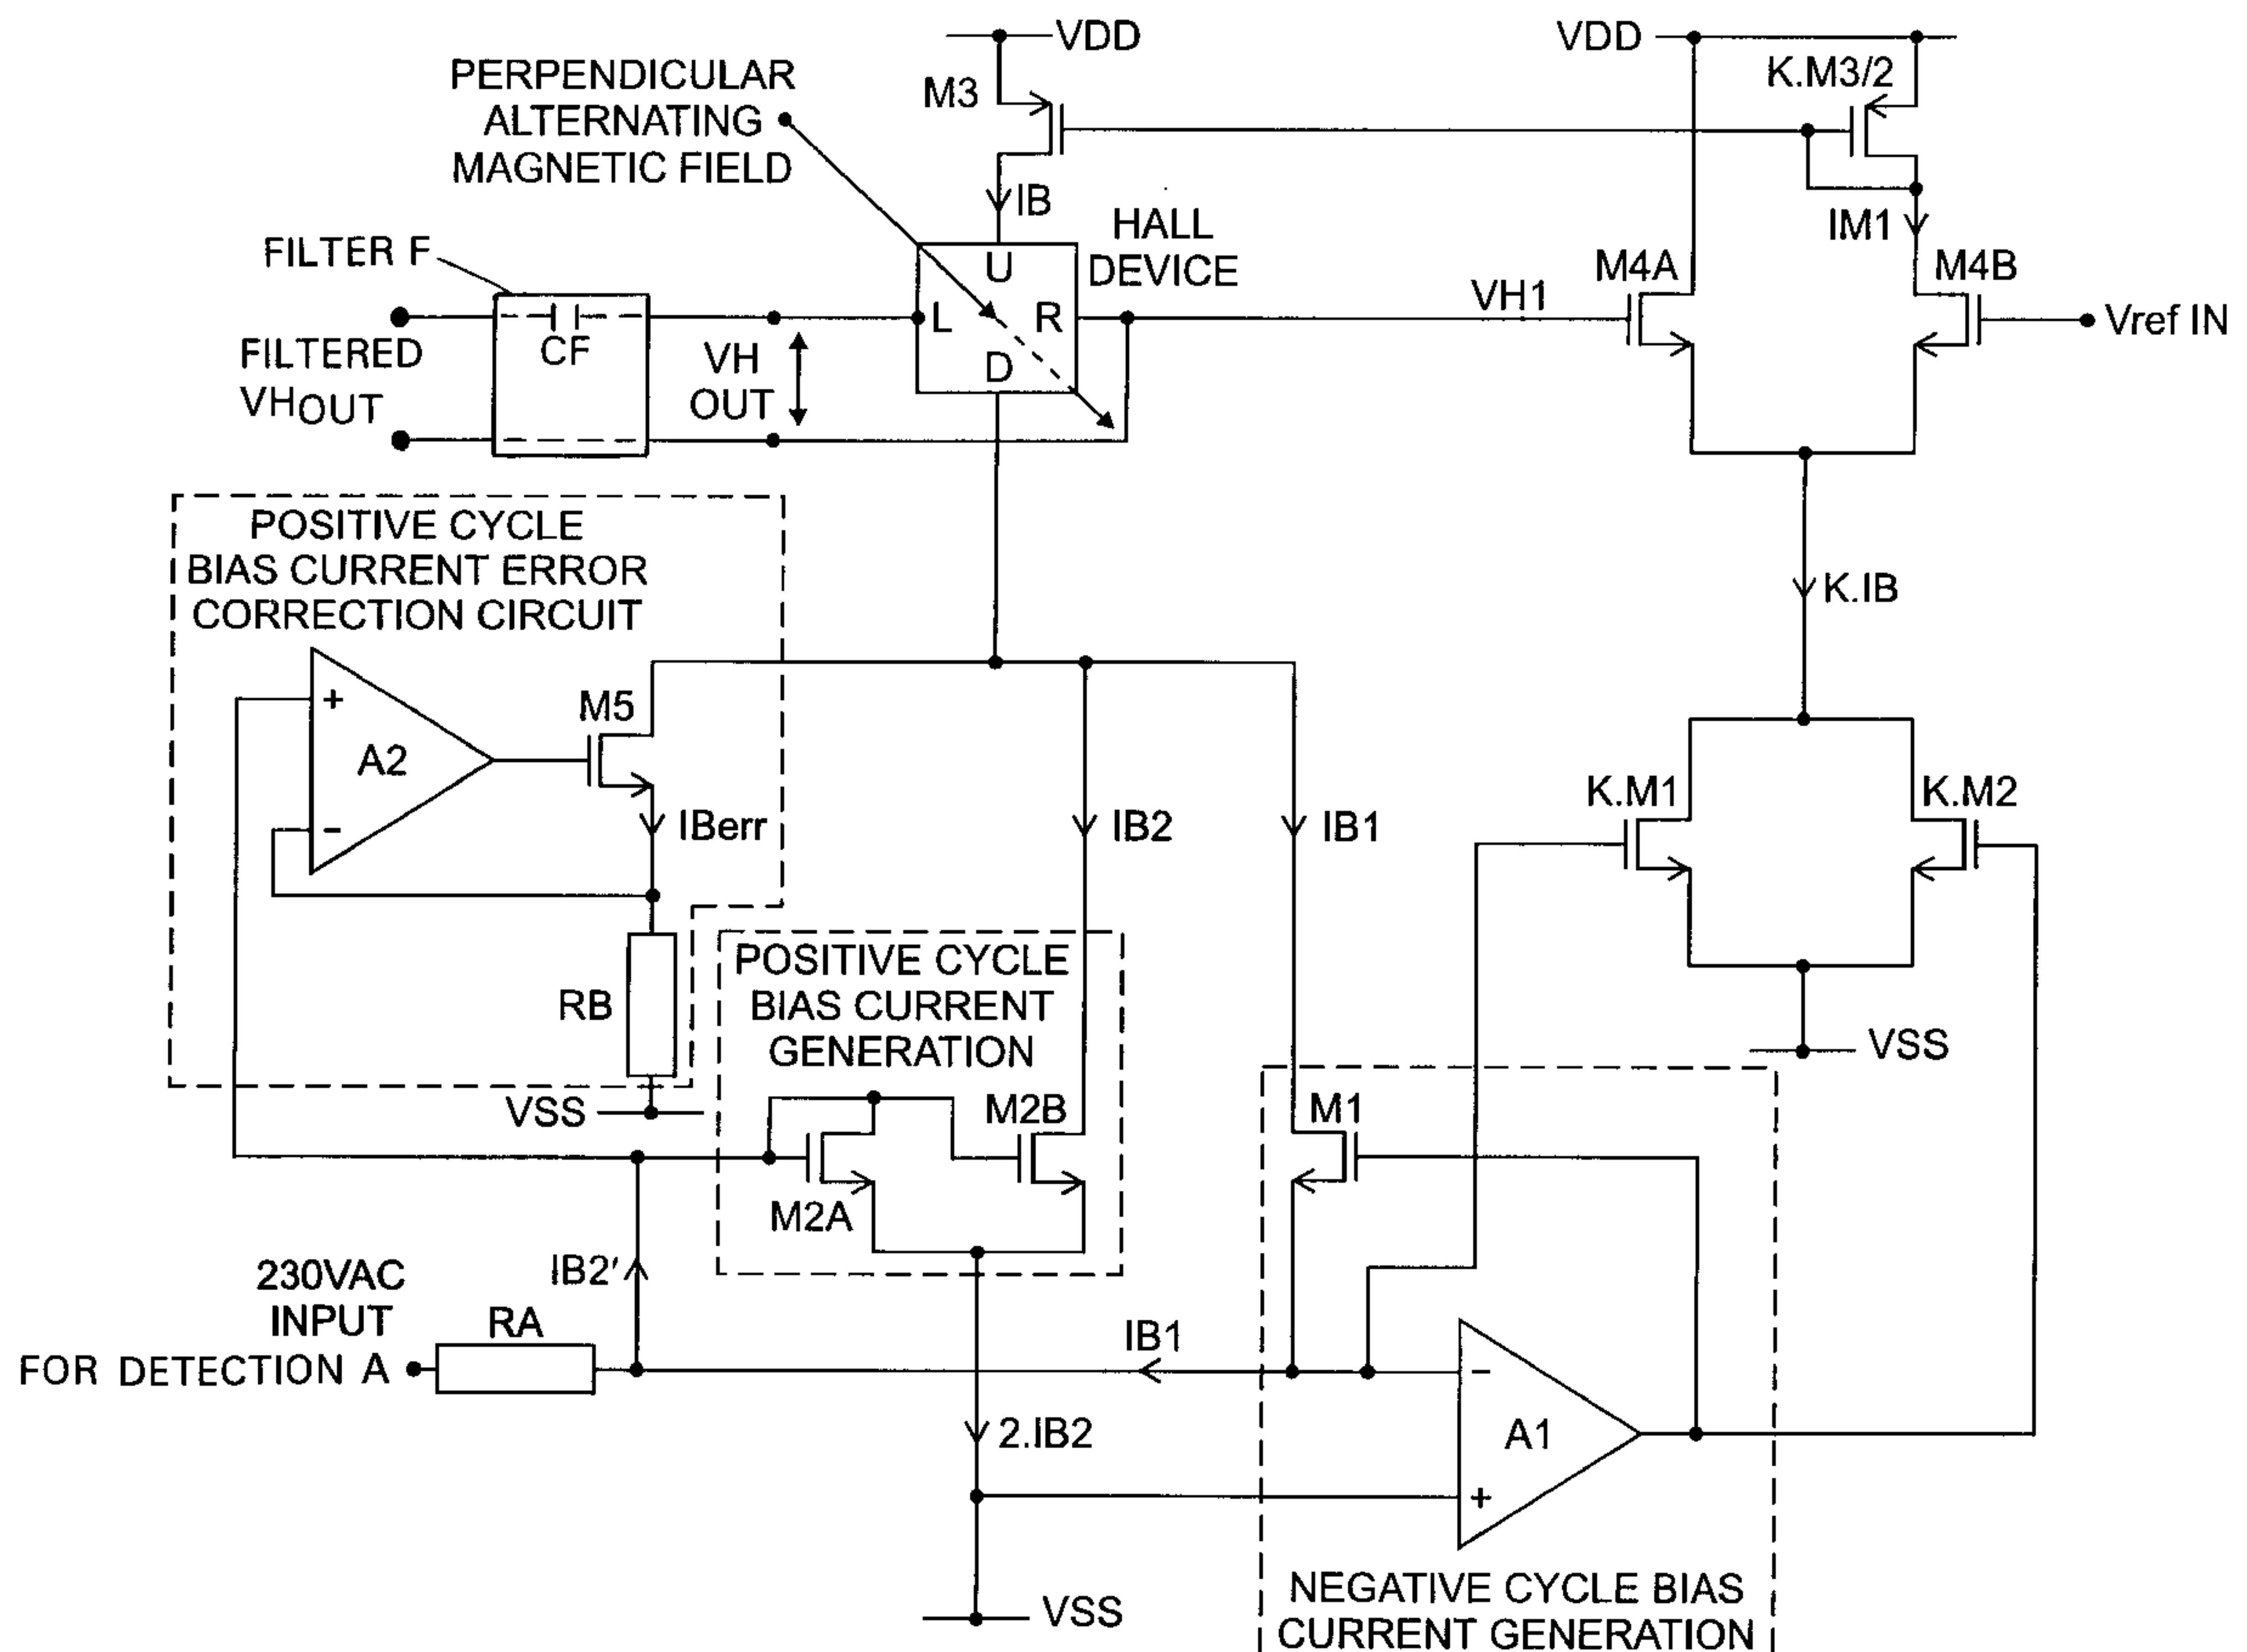 VDD
VDD
PERPENDICULAR
ALTERNATING
MAGNETIC FIELD
M3
K.M3/2
IB
HALL
DEVICE
IM1
FILTER F
U
L
R
D
VH1
M4A
M4B
Vref IN
CF
FILTERED
VHOUT
VH
OUT
POSITIVE CYCLE
BIAS CURRENT ERROR
CORRECTION CIRCUIT
K.IB
+
A2
-
M5
IBerr
IB2
IB1
K.M1
K.M2
RB
POSITIVE CYCLE
BIAS CURRENT
GENERATION
VSS
VSS
M2B
M2A
M1
230VAC
INPUT
FOR DETECTION A
IB2'
RA
IB1
-
A1
+
2.IB2
VSS
NEGATIVE CYCLE BIAS
CURRENT GENERATION